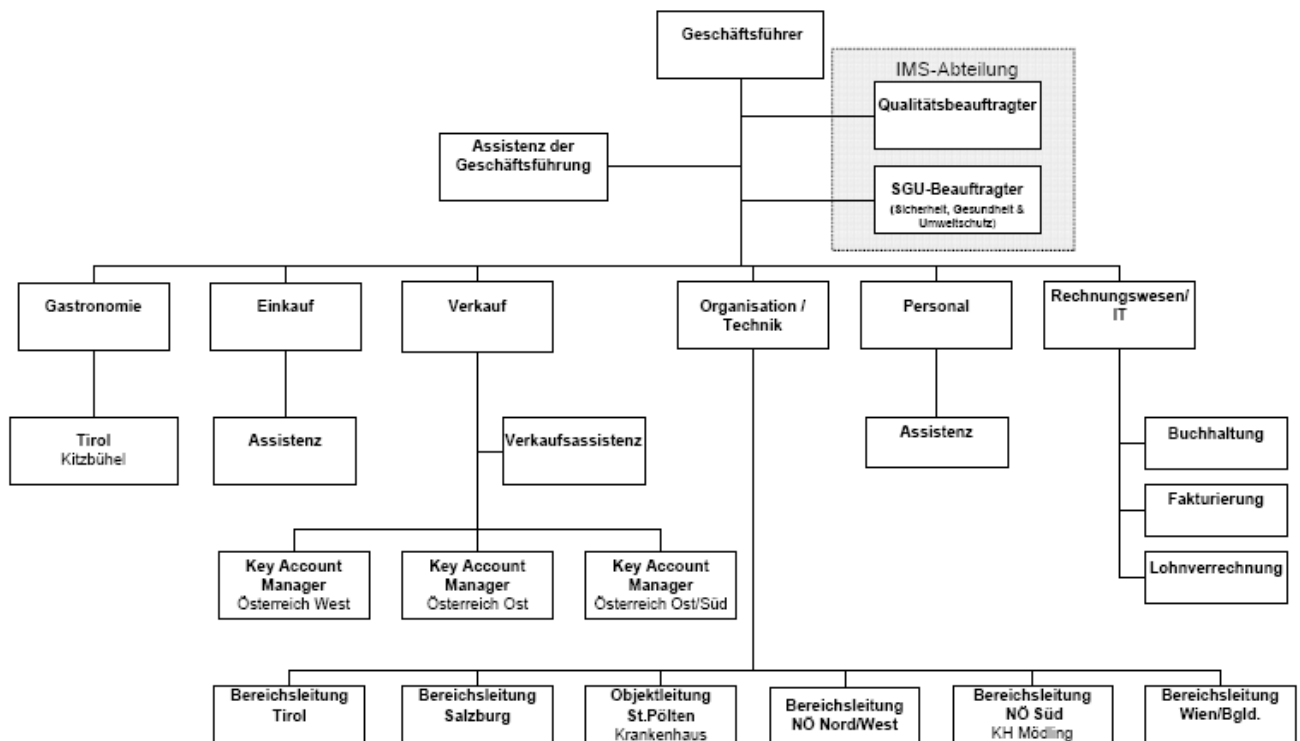 Geschäftsführer
IMS-Abteilung
Qualitätsbeauftragter
Assistenz der
Geschäftsführung
SGU-Beauftragter
(Sicherheit, Gesundheit &
Umweltschutz)
Gastronomie
Einkauf
Verkauf
Organisation /
Technik
Personal
Rechnungswesen/
IT
Tirol
Kitzbühel
Assistenz
Verkaufsassistenz
Assistenz
Buchhaltung
Fakturierung
Lohnverrechnung
Key Account
Manager
Österreich West
Key Account
Manager
Österreich Ost
Key Account
Manager
Österreich Ost/Süd
Bereichsleitung
Tirol
Bereichsleitung
Salzburg
Objektleitung
St.Pölten
Krankenhaus
Bereichsleitung
NÖ Nord/West
Bereichsleitung
NÖ Süd
KH Mödling
Bereichsleitung
Wien/Bgld.